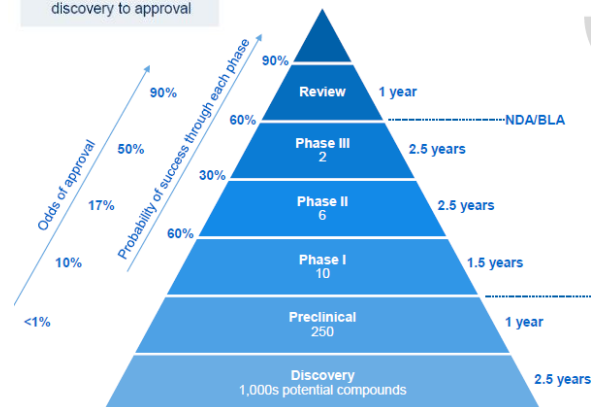 discovery to approval
90%
Review
1 year
60%
NDA/BLA
90%
Phase III
2
2.5 years
50%
30%
Phase II
6
2.5 years
17%
60%
Phase I
10
1.5 years
10%
Preclinical
250
1 year
<1%
Discovery
1,000s potential compounds
2.5 years
Odds of approval
Probability of success through each phase